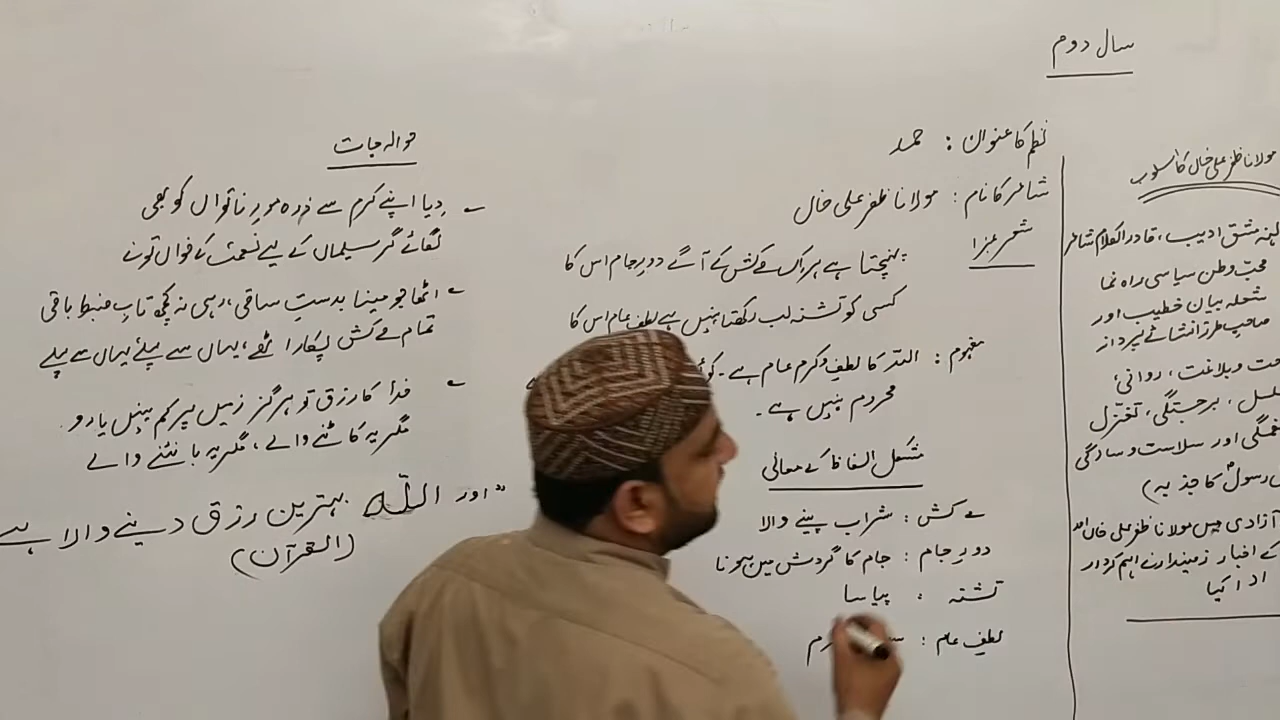 سال دوم
مولانا ظفر علی خاں کا اسلوب
کہنہ مشق ادیب، قادر الکلام شاعر
محبّ وطن سیاسی راہ نما
شعلہ بیان خطیب اور
صاحبِ طرز انشائے پرداز
وبلاغت، روانی،
برجستگی، تغزّل
اور سلاست و سادگی
رسولؐ کا جذبہ)
آزادی میں مولانا ظفر علی خاں اور
کے اخبار زمیندار نے اہم کردار
ادا کیا
نظم کا عنوان : حمد
شاعر کا نام : مولانا ظفر علی خاں
شعر نمبر ا
پہنچتا ہے ہر اک مے کش کے آگے دورِ جام اس کا
کسی کو تشنہ لب رکھتا نہیں ہے لطفِ عام اس کا
مفہوم : اللہ کا لطف و کرم عام ہے۔
محروم نہیں ہے۔
مشکل الفاظ کے معانی
مے کش : شراب پینے والا
دورِ جام : جام کا گردش میں پھرنا
تشنہ : پیاسا
لطفِ عام :
حوالہ جات
- دیا اپنے کرم سے ذرہ مورِ ناتواں کو بھی
لگائے گر سلیماں کے لیے نعمت کے خواں تو نے
- اٹھا جو مینا بدستِ ساقی، رہی نہ کچھ تابِ ضبط باقی
تمام مے کش پکار اٹھے، یہاں سے پہلے یہاں سے پہلے
- خدا کا رزق تو ہرگز زمیں پر کم نہیں یارو
مگر یہ کاٹنے والے، مگر یہ بانٹنے والے
"اور اللہ بہترین رزق دینے والا ہے
(القرآن)